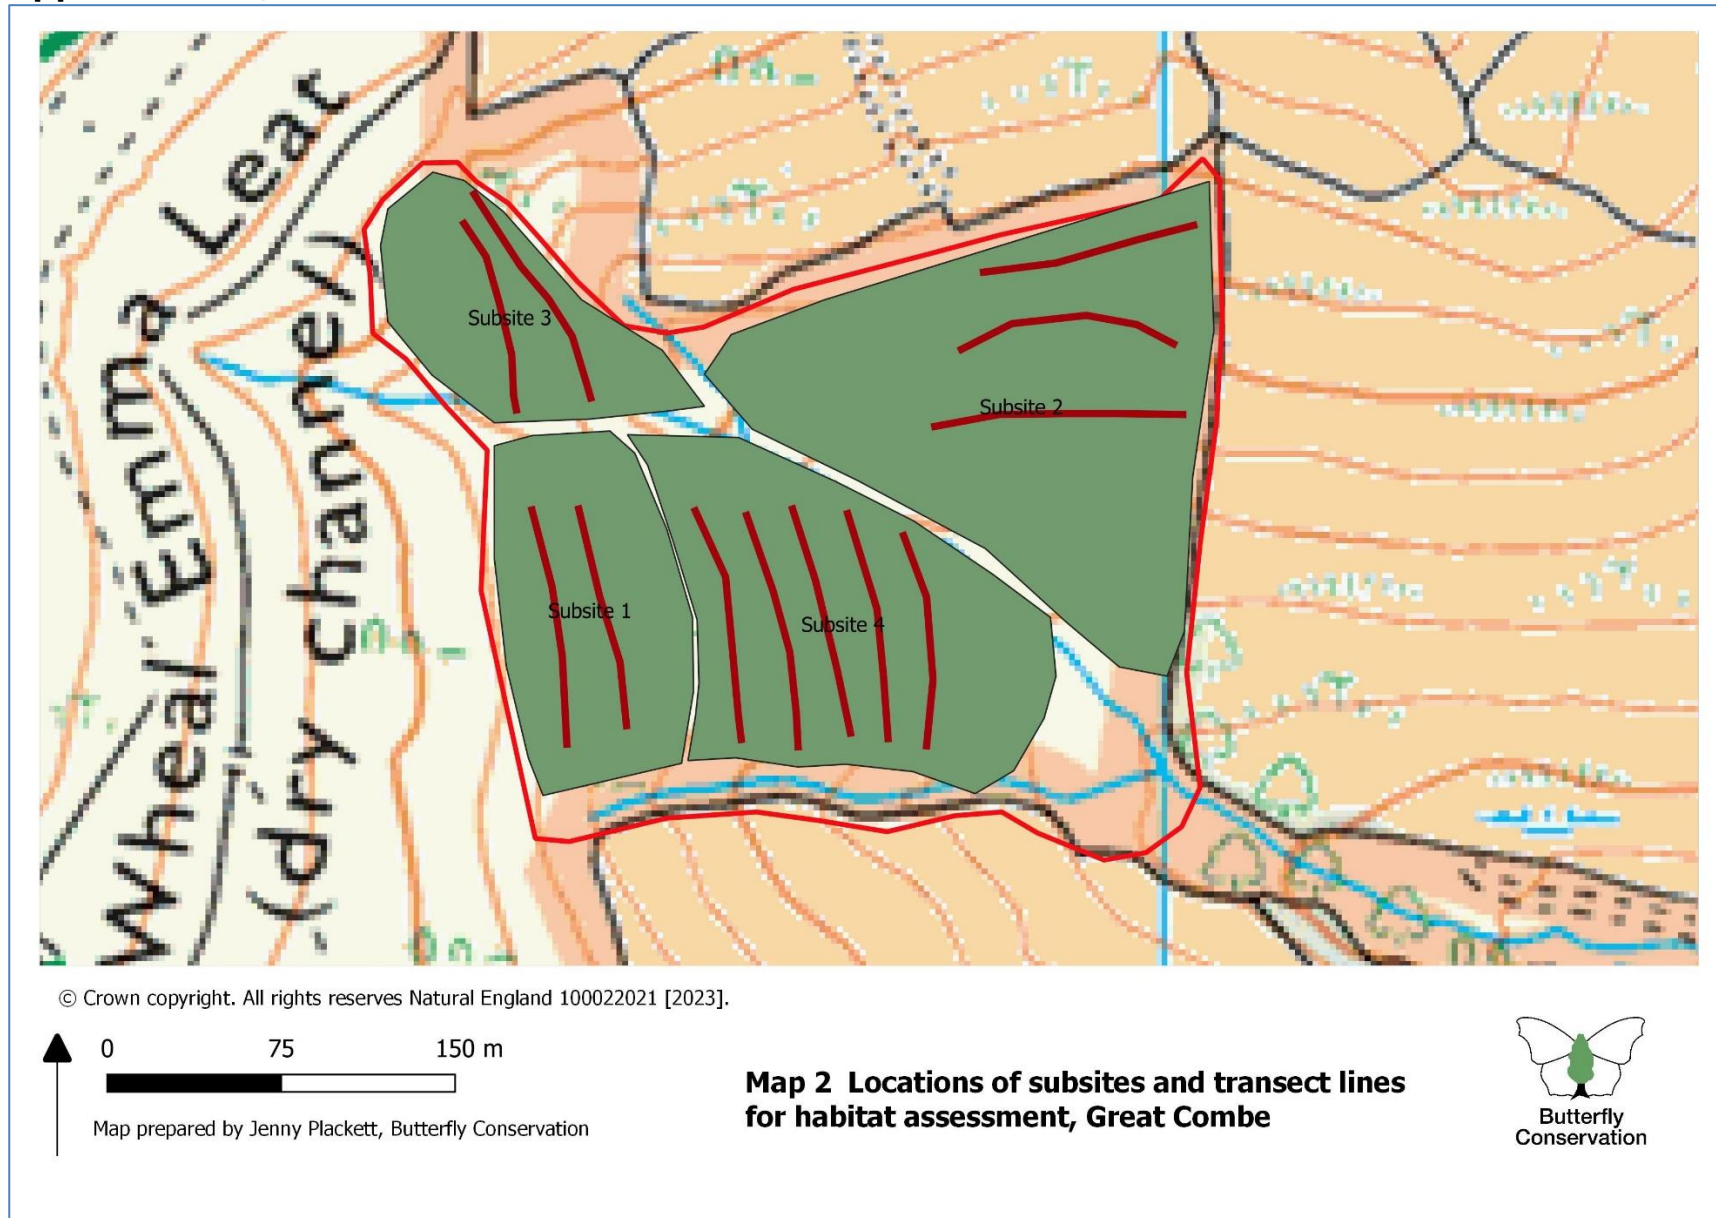 Wheal Emma Lear
(dry channel)
Subsite 3
Subsite 2
Subsite 1
Subsite 4
© Crown copyright. All rights reserves Natural England 100022021 [2023].
0 75 150 m
Map prepared by Jenny Plackett, Butterfly Conservation
Map 2 Locations of subsites and transect lines
for habitat assessment, Great Combe
Butterfly
Conservation